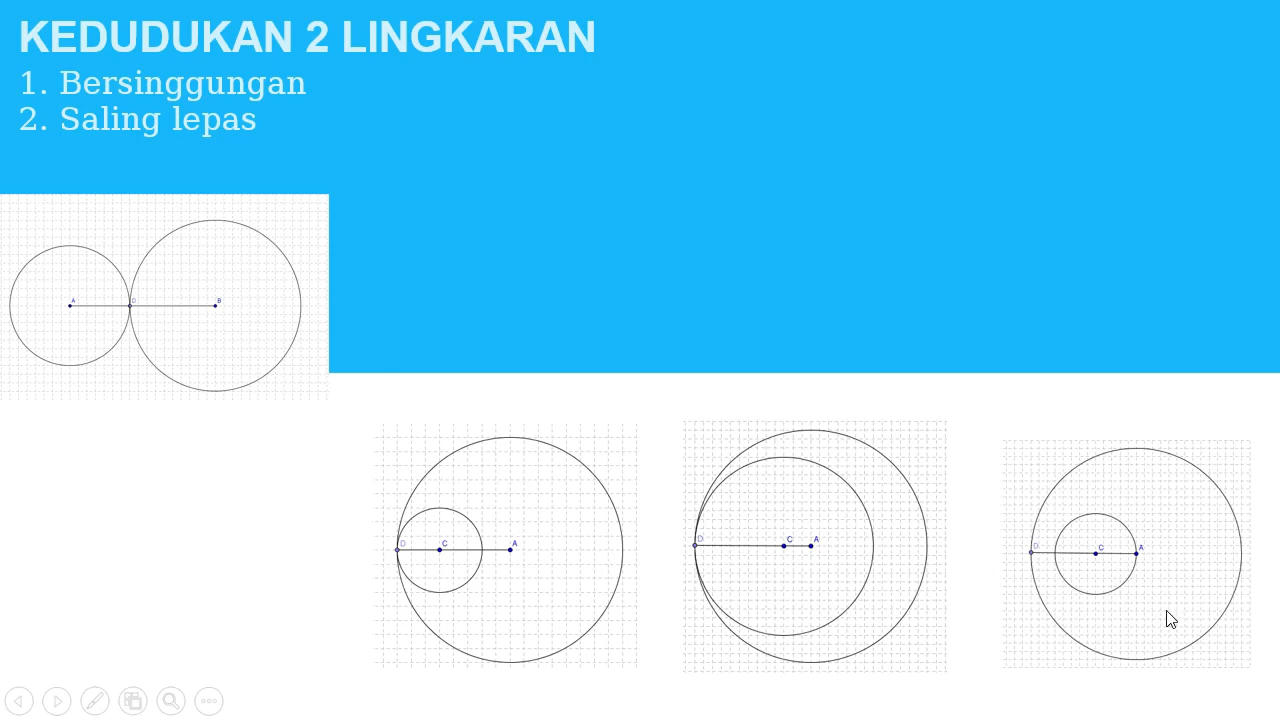 KEDUDUKAN 2 LINGKARAN
1. Bersinggungan
2. Saling lepas
A D B
D C A
D C A
D C A